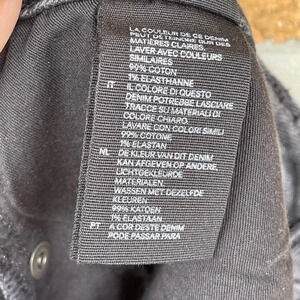 LA COULEUR DE CE DENIM
PEUT DÉTEINDRE SUR DES
MATIÈRES CLAIRES.
LAVER AVEC COULEURS
SIMILAIRES
99% COTON
1% ELASTHANNE
IT IL COLORE DI QUESTO
DENIM POTREBBE LASCIARE
TRACCE SU MATERIALI DI
COLORE CHIARO.
LAVARE CON COLORI SIMILI
99% COTONE
1% ELASTAN
NL DE KLEUR VAN DIT DENIM
KAN AFGEVEN OP ANDERE,
LICHTGEKLEURDE
MATERIALEN.
WASSEN MET DEZELFDE
KLEUREN
99% KATOEN
1% ELASTAAN
PT A COR DESTE DENIM
PODE PASSAR PARA